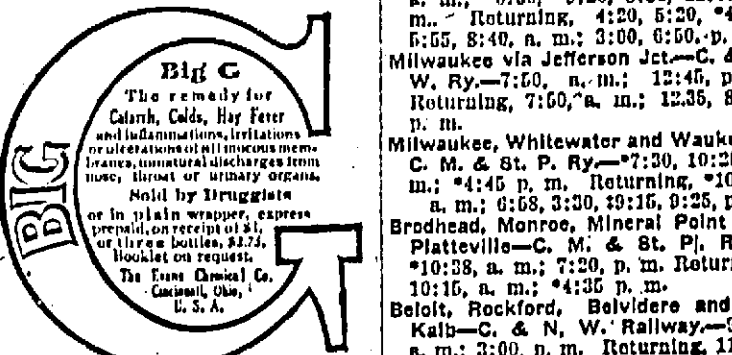 BIG
Big G
The remedy for
Catarrh, Colds, Hay Fever
and Inflammations, Irritations
or ulcerations of all mucous mem-
branes, unnatural discharges from
nose, throat or urinary organs.
Sold by Druggists
or in plain wrapper, express
prepaid, on receipt of $1,
or three bottles, $2.75.
Booklet on request.
The Evans Chemical Co.
Cincinnati, Ohio,
U. S. A.
m.. Returning, 4:20, 5:20,
5:55, 8:40, a. m.; 3:00, 6:50, p.
Milwaukee via Jefferson Jct.—C. &
W. Ry.—7:50, a. m.; 12:45, p
Returning, 7:50, a. m.; 12.35, 8
p. m.
Milwaukee, Whitewater and Wauke
C. M. & St. P. Ry.—*7:30, 10:2
m.; *4:45 p. m. Returning, *10
a. m.; 6:58, 3:30, 9:15, 9:25, p
Brodhead, Monroe, Mineral Point
Platteville—C. M. & St. P. R
*10:38, a. m.; 7:20, p. m. Return
10:15, a. m.; *4:35 p. m.
Beloit, Rockford, Belvidere and
Kalb—C. & N. W. Railway.
a. m.; 3:00, p. m. Returning, 11